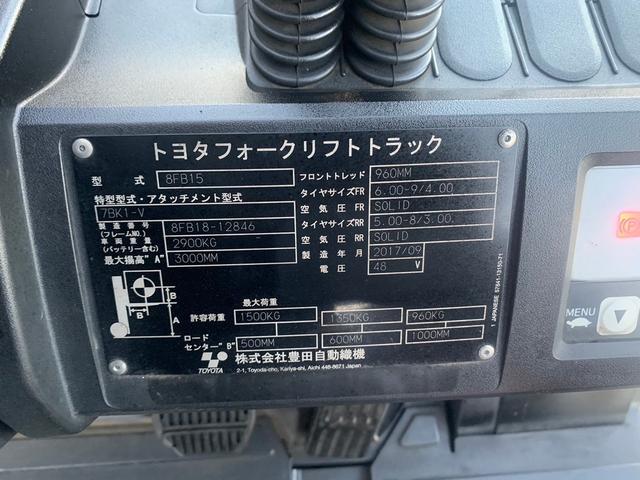 トヨタフォークリフトトラック
型式 8FB15 フロントトレッド 960MM
特型型式・アタッチメント型式 タイヤサイズFR 6.00-9/4.00
7BK1-V 空気圧FR SOLID
製造番号(フレームNO.) 8FB18-12846 タイヤサイズRR 5.00-8/3.00.
車両重量(バッテリー含む) 2900KG 空気圧RR SOLID
最大揚高"A" 3000MM 製造年月 2017/09
電圧 48 V
最大荷重
許容荷重 1500KG 1350KG 960KG
ロードセンター"B" 500MM 600MM 1000MM
B
B
A
TOYOTA 株式会社豊田自動織機
2-1, Toyoda-cho, Kariya-shi, Aichi 448-8671 Japan
1 JAPANESE 57641-13150-71
MENU
P